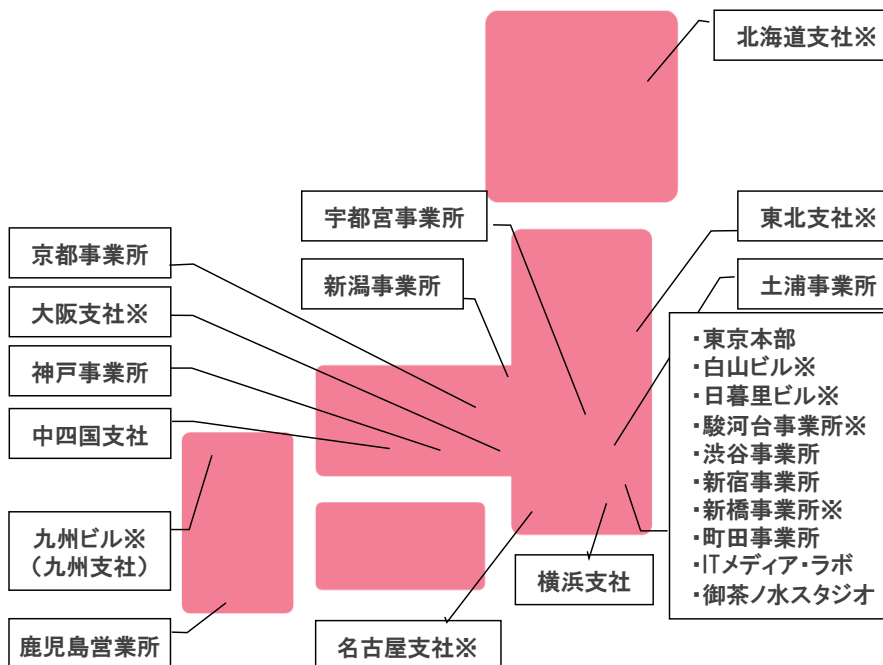 北海道支社※
宇都宮事業所
東北支社※
京都事業所
新潟事業所
土浦事業所
大阪支社※
神戸事業所
中四国支社
・東京本部
・白山ビル※
・日暮里ビル※
・駿河台事業所※
・渋谷事業所
・新宿事業所
・新橋事業所※
・町田事業所
・ITメディア・ラボ
・御茶ノ水スタジオ
九州ビル※
（九州支社）
横浜支社
鹿児島営業所
名古屋支社※